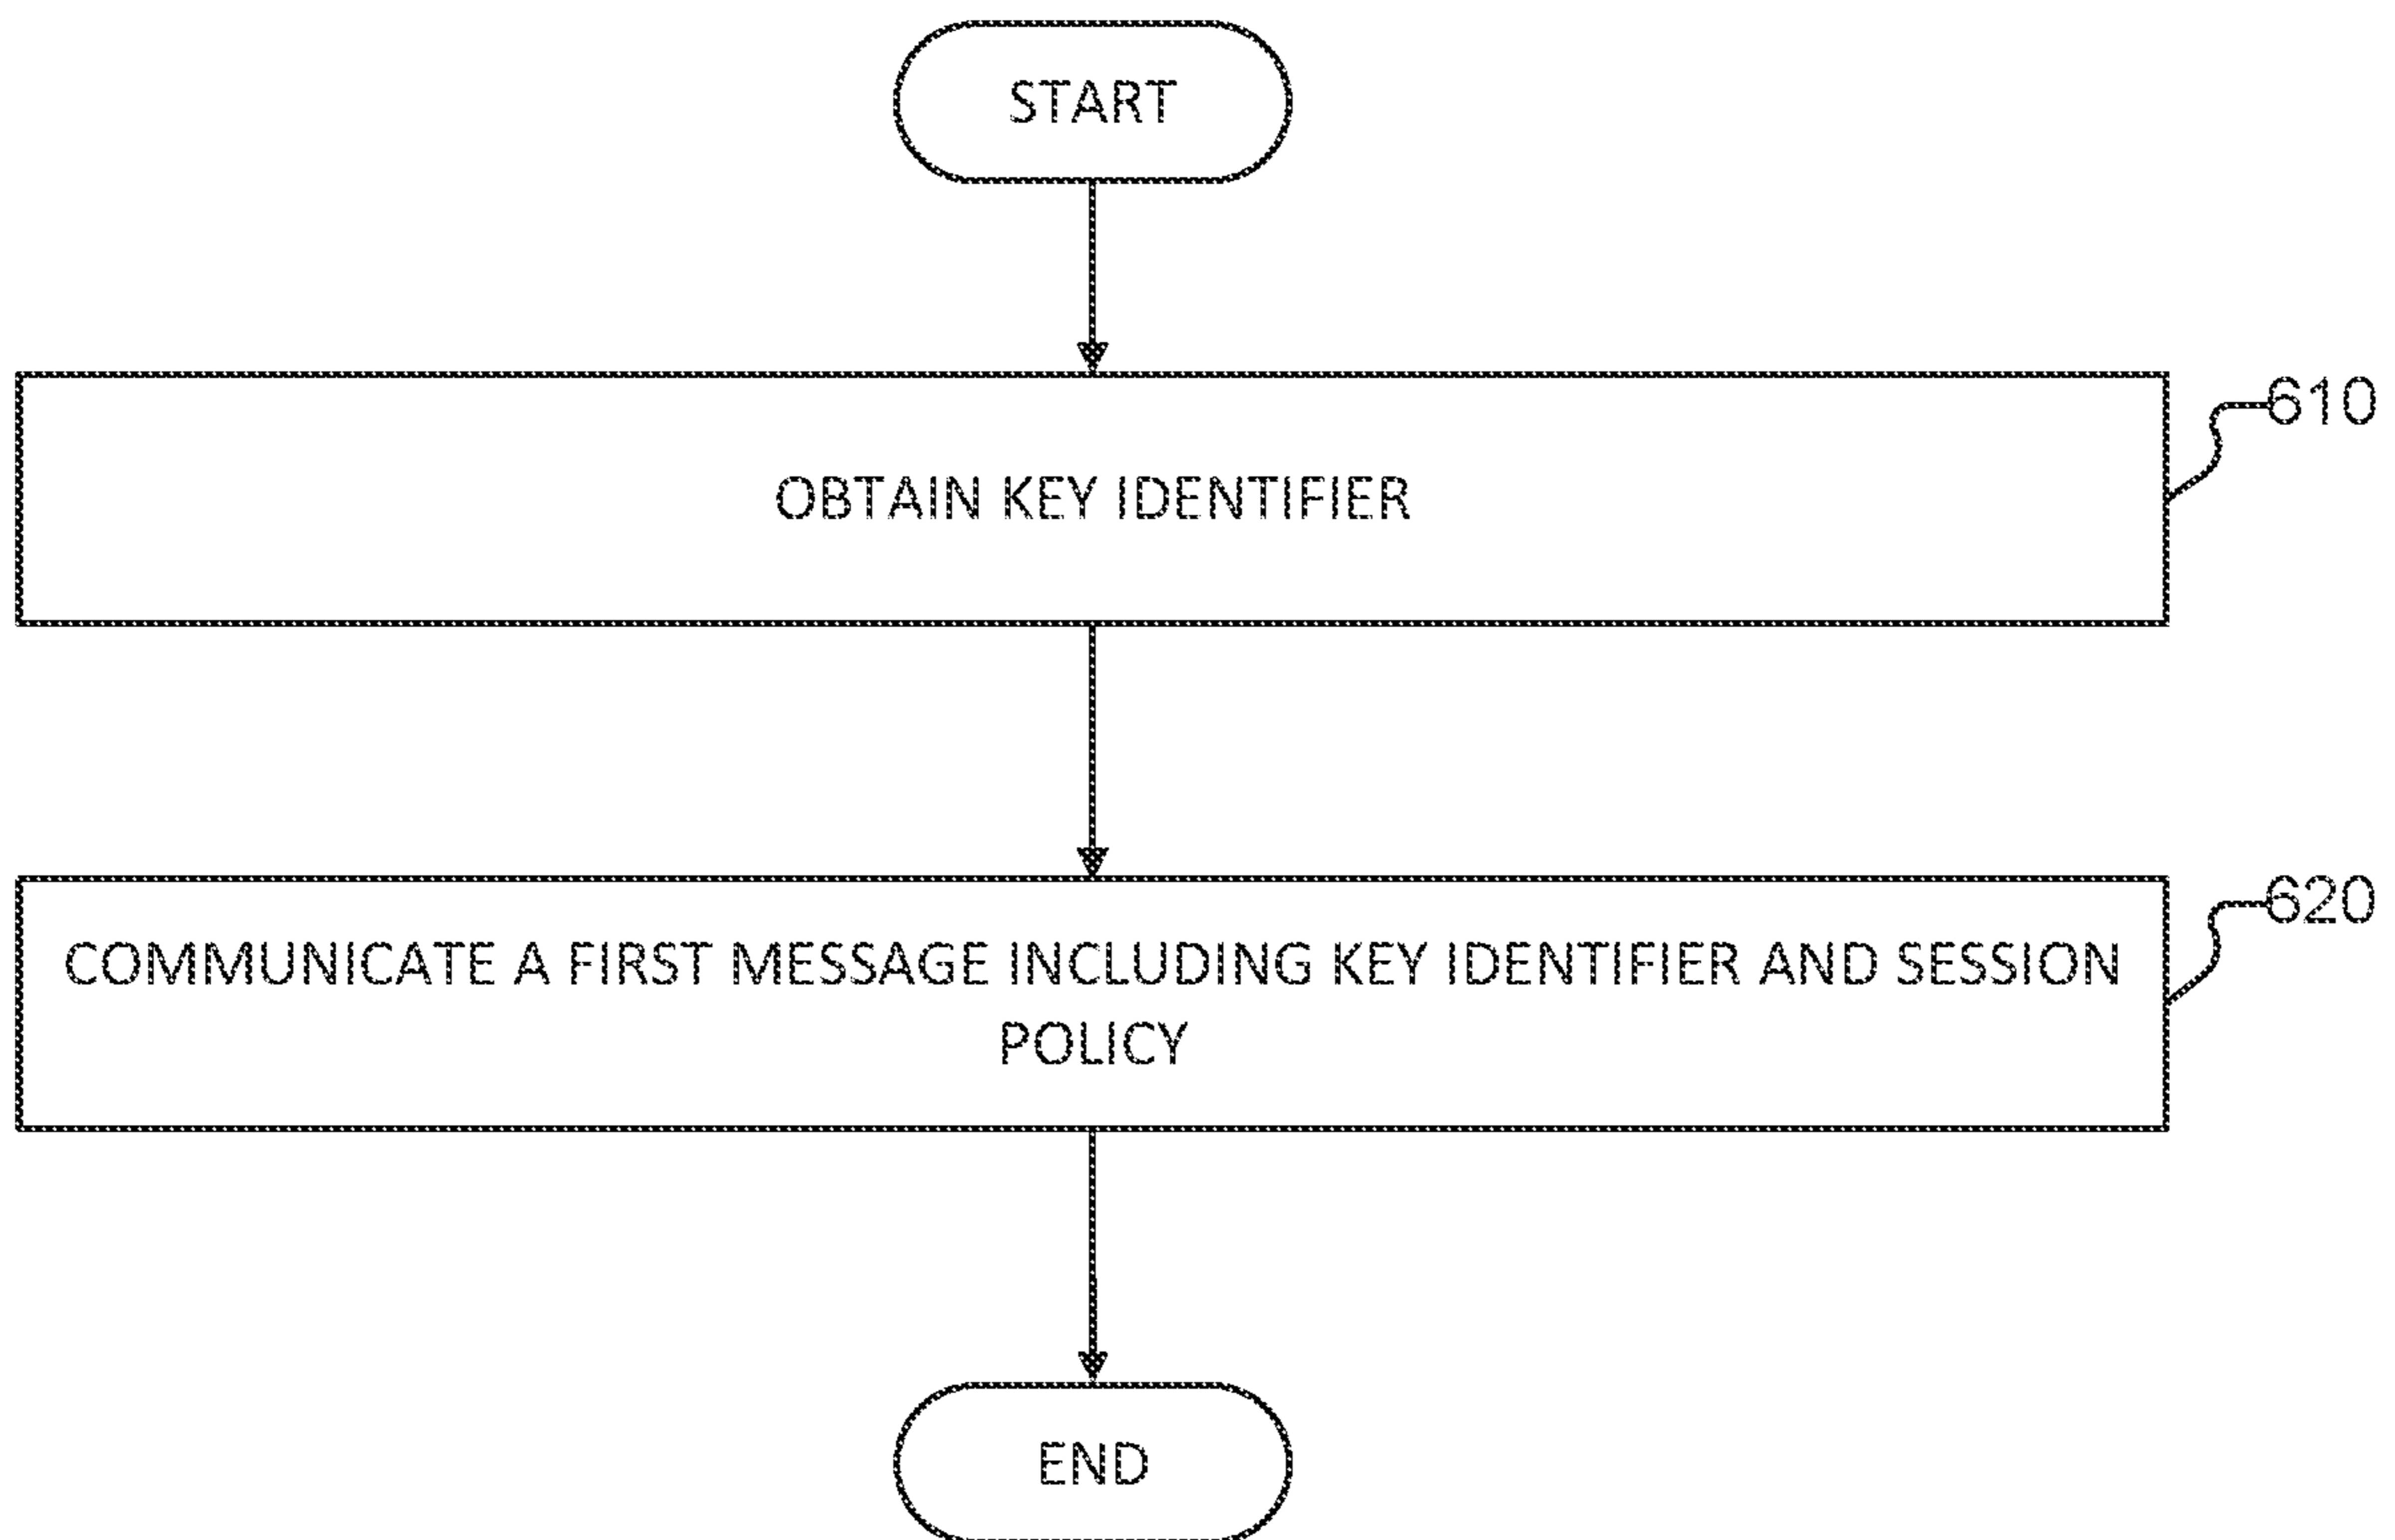 START
OBTAIN KEY IDENTIFIER
610
COMMUNICATE A FIRST MESSAGE INCLUDING KEY IDENTIFIER AND SESSION
POLICY
620
END